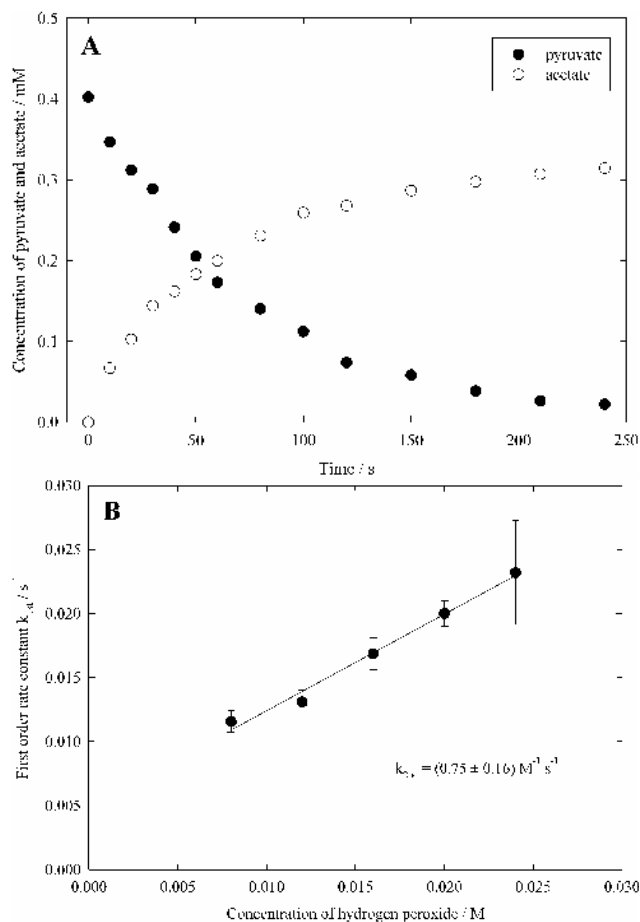 A
pyruvate
acetate
Concentration of pyruvate and acetate / mM
0.5
0.4
0.3
0.2
0.1
0.0
0 50 100 150 200 250
Time / s
B
First order rate constant
0.030
0.025
0.020
0.015
0.010
0.005
0.000
= (0.75 ± 0.16) M⁻¹ s⁻¹
0.000 0.005 0.010 0.015 0.020 0.025 0.030
Concentration of hydrogen peroxide / M